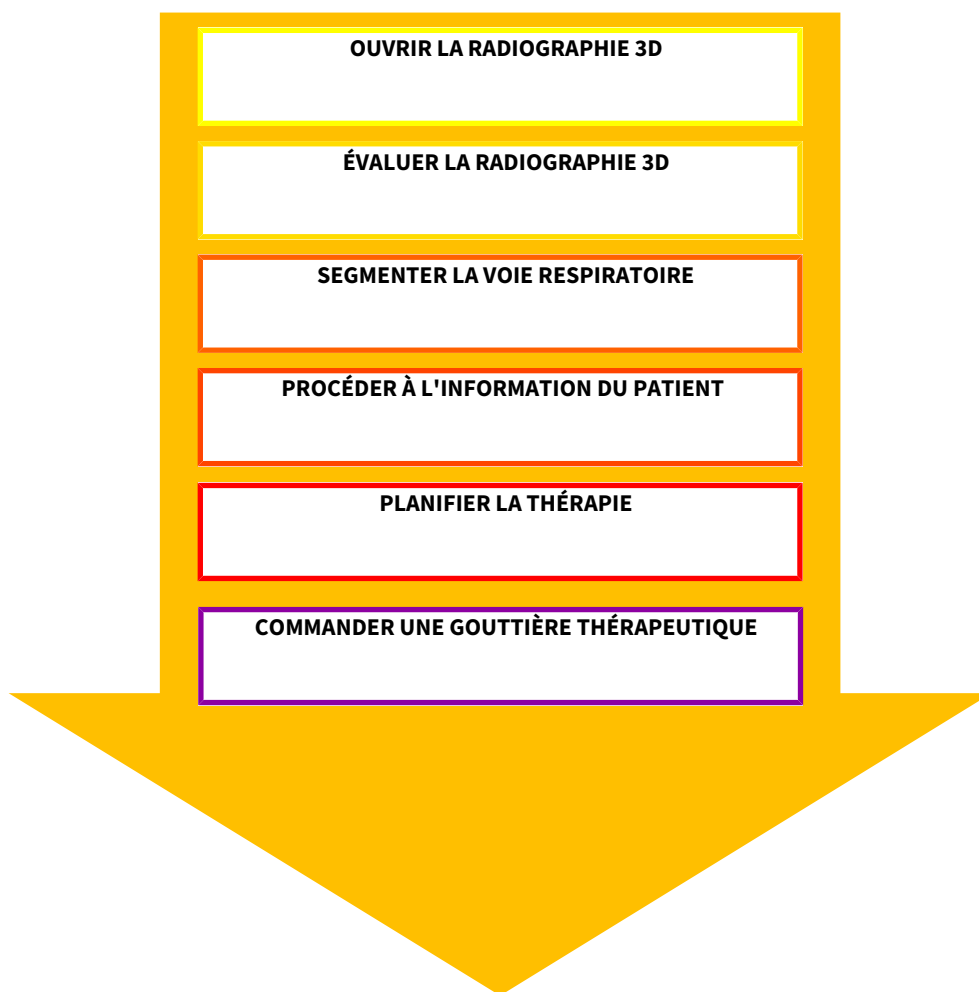 OUVRIR LA RADIOGRAPHIE 3D
ÉVALUER LA RADIOGRAPHIE 3D
SEGMENTER LA VOIE RESPIRATOIRE
PROCÉDER À L'INFORMATION DU PATIENT
PLANIFIER LA THÉRAPIE
COMMANDER UNE GOUTTIÈRE THÉRAPEUTIQUE